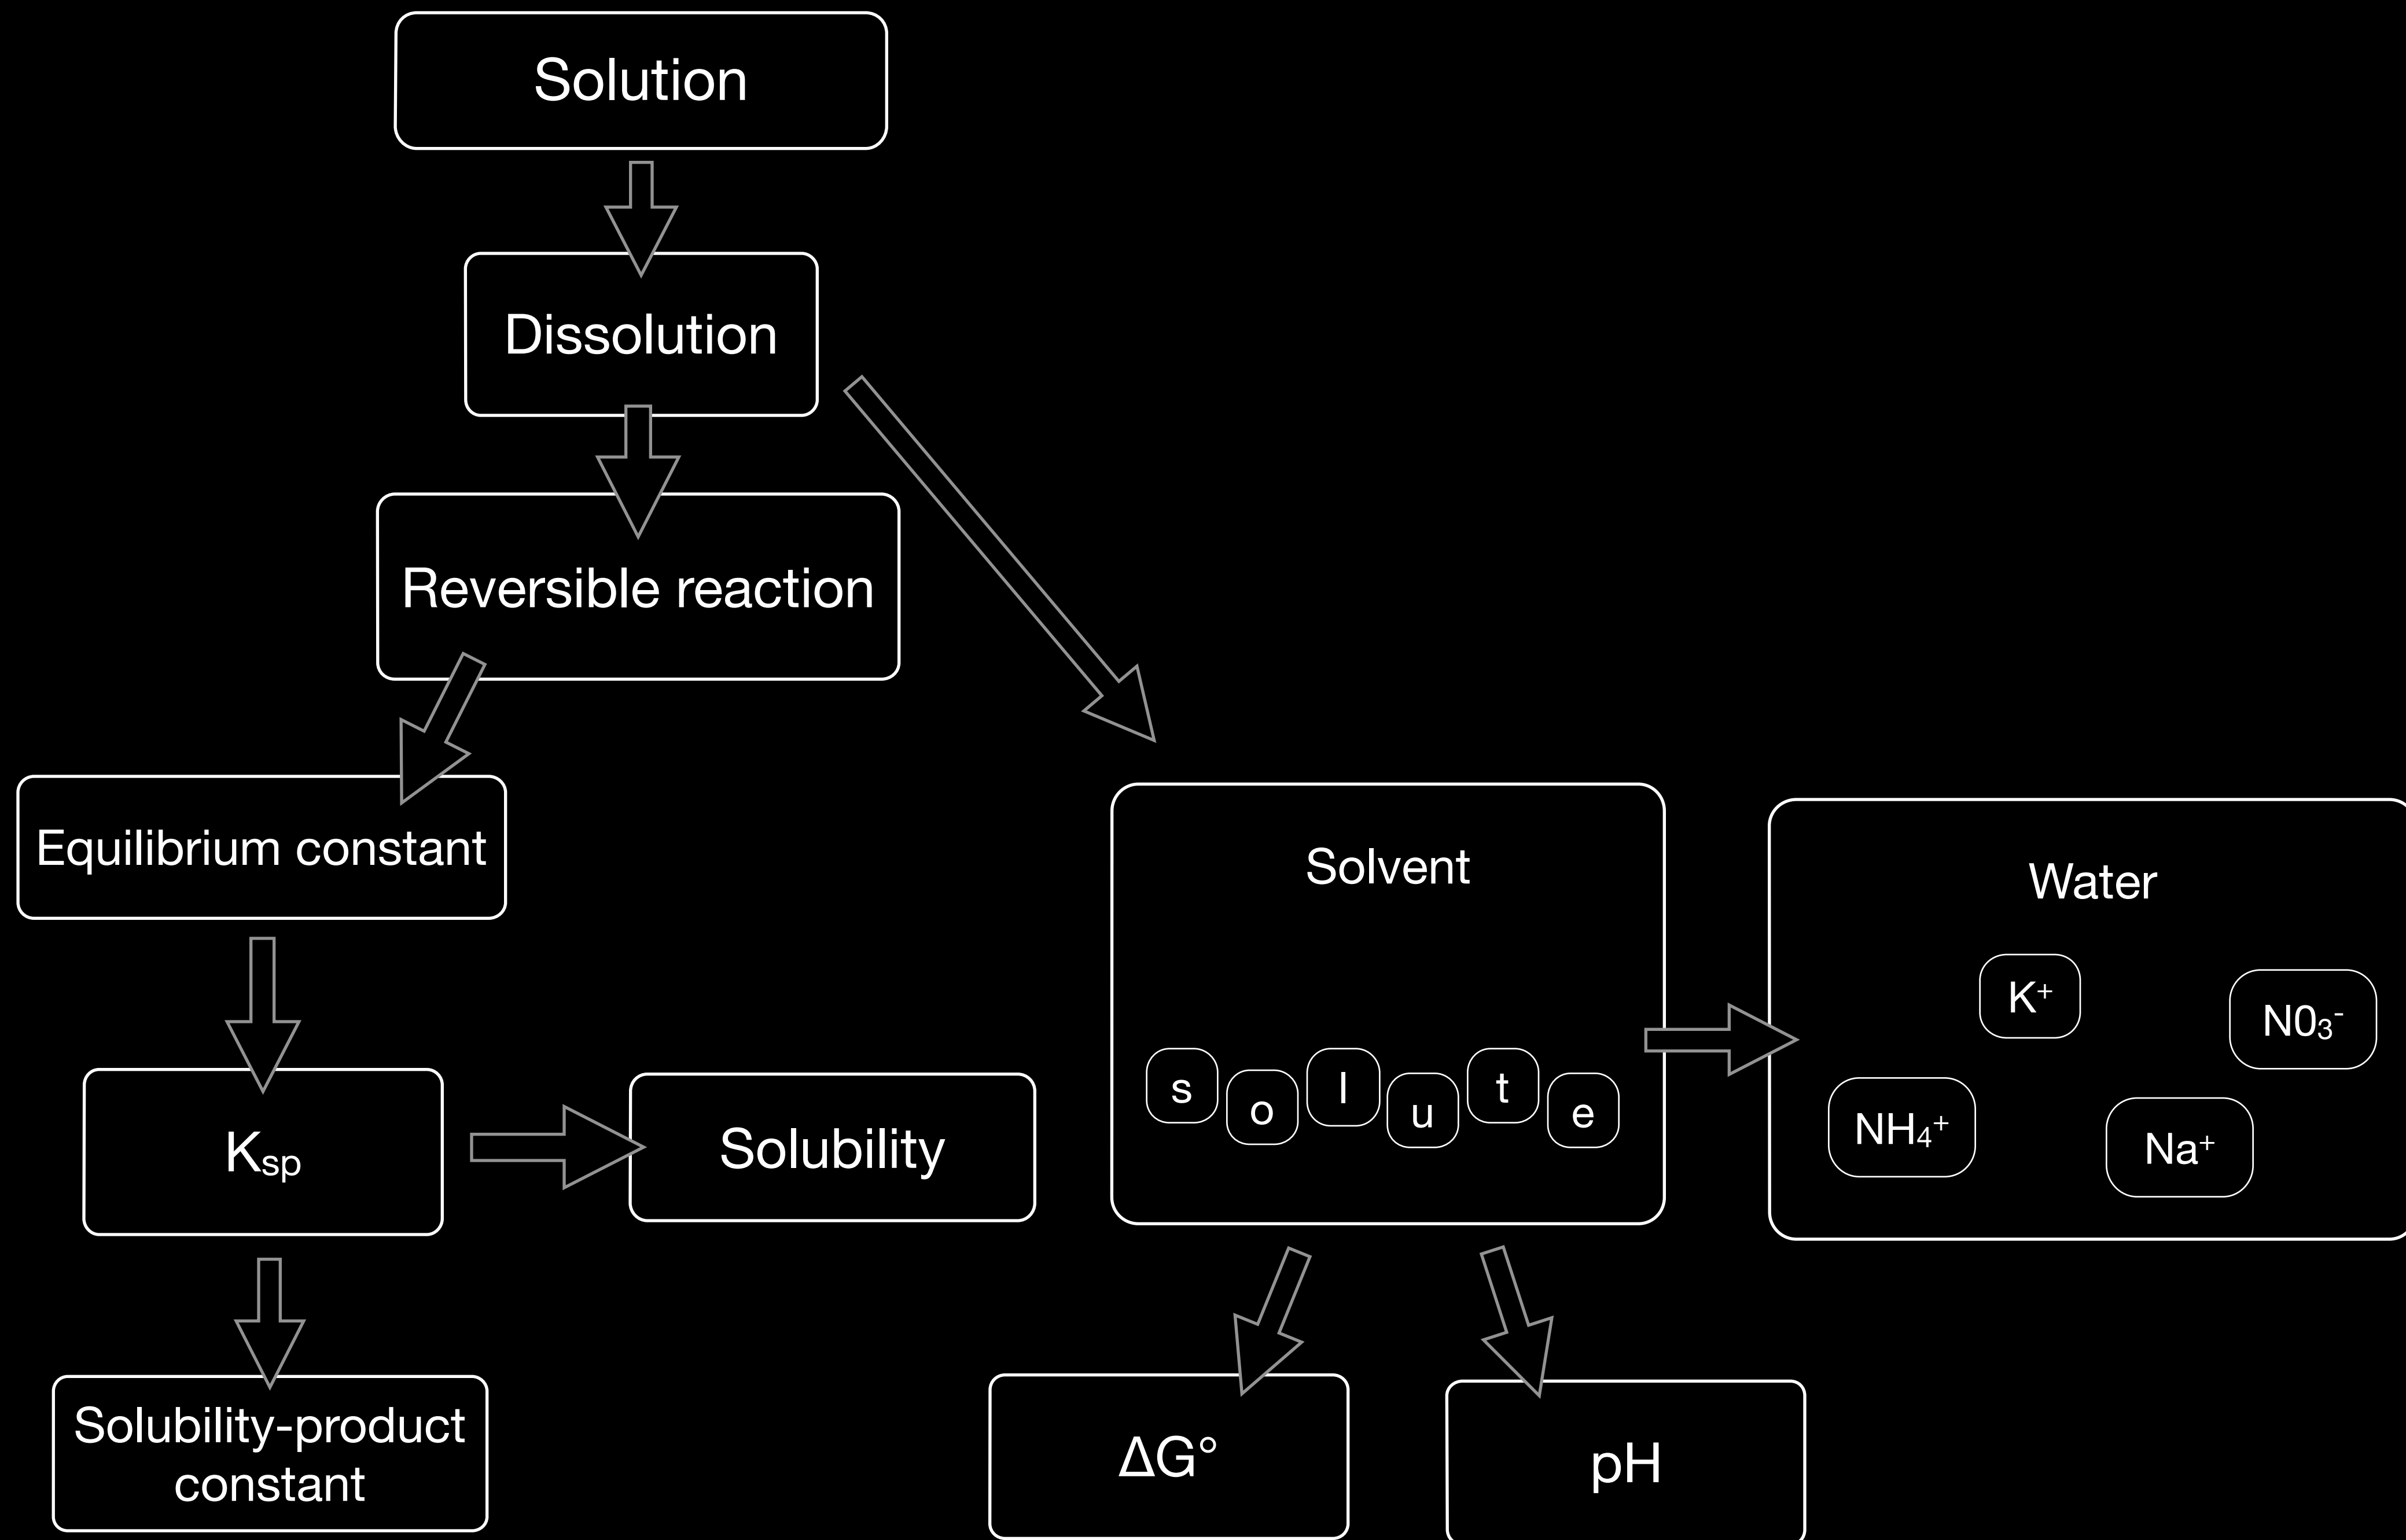 Solution
Dissolution
Reversible reaction
Equilibrium constant
Ksp
Solubility
Solubility-product
constant
Solvent
s o l u t e
Water
K⁺
N0₃⁻
NH₄⁺
Na⁺
ΔG°
pH